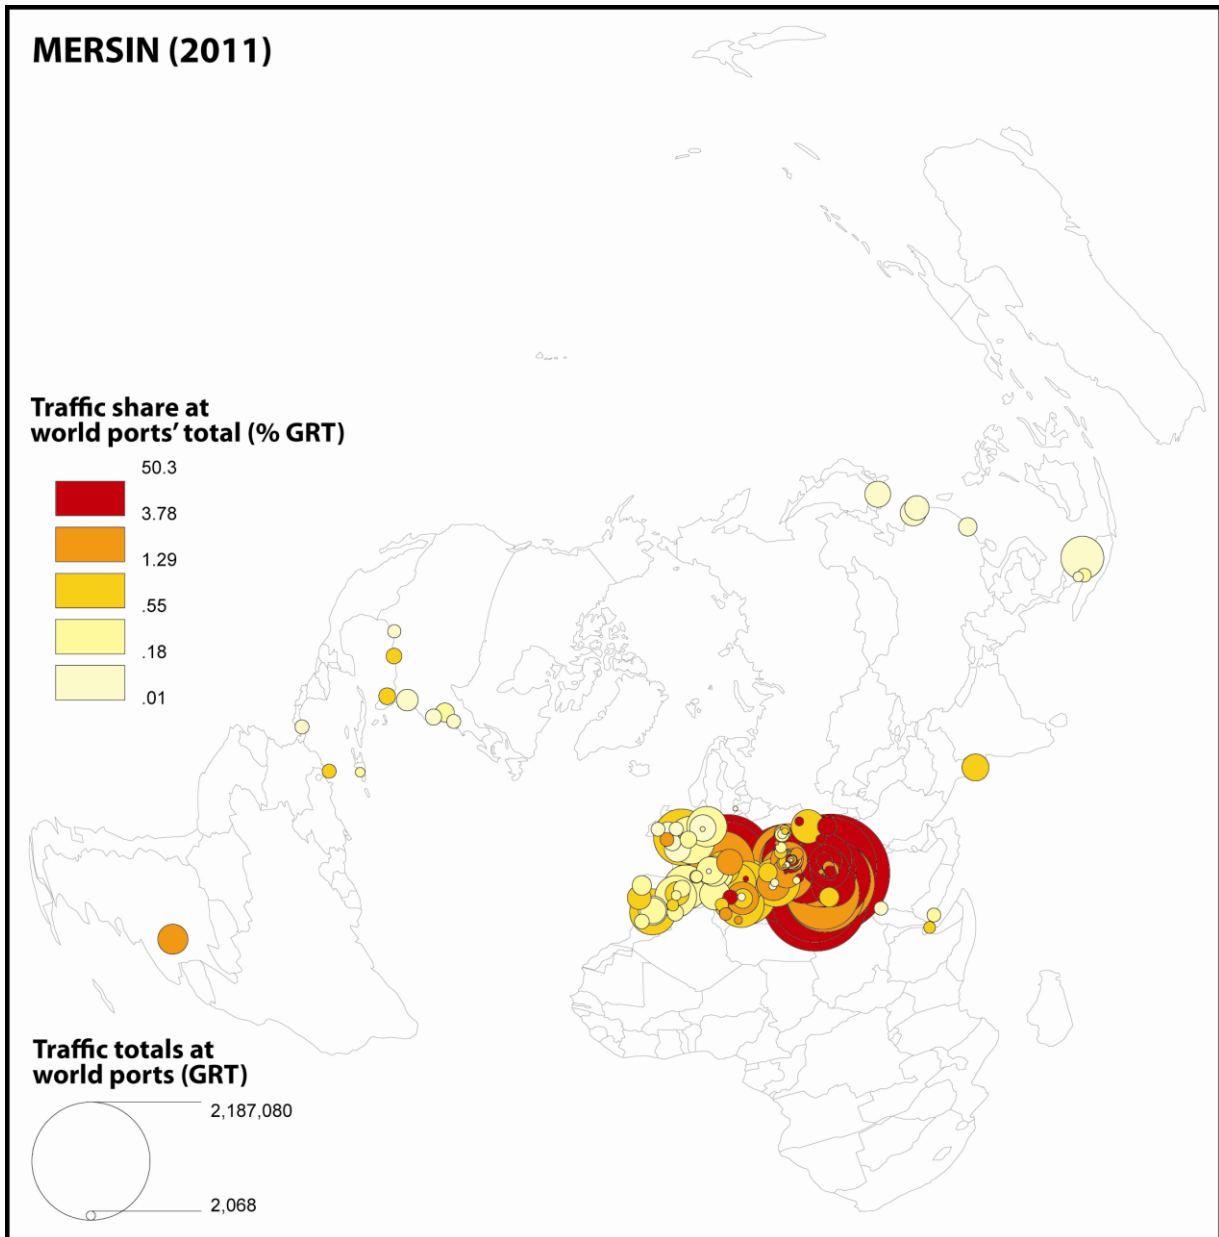 MERSIN (2011)
Traffic share at
world ports' total (% GRT)
50.3
3.78
1.29
.55
.18
.01
Traffic totals at
world ports (GRT)
2,187,080
2,068